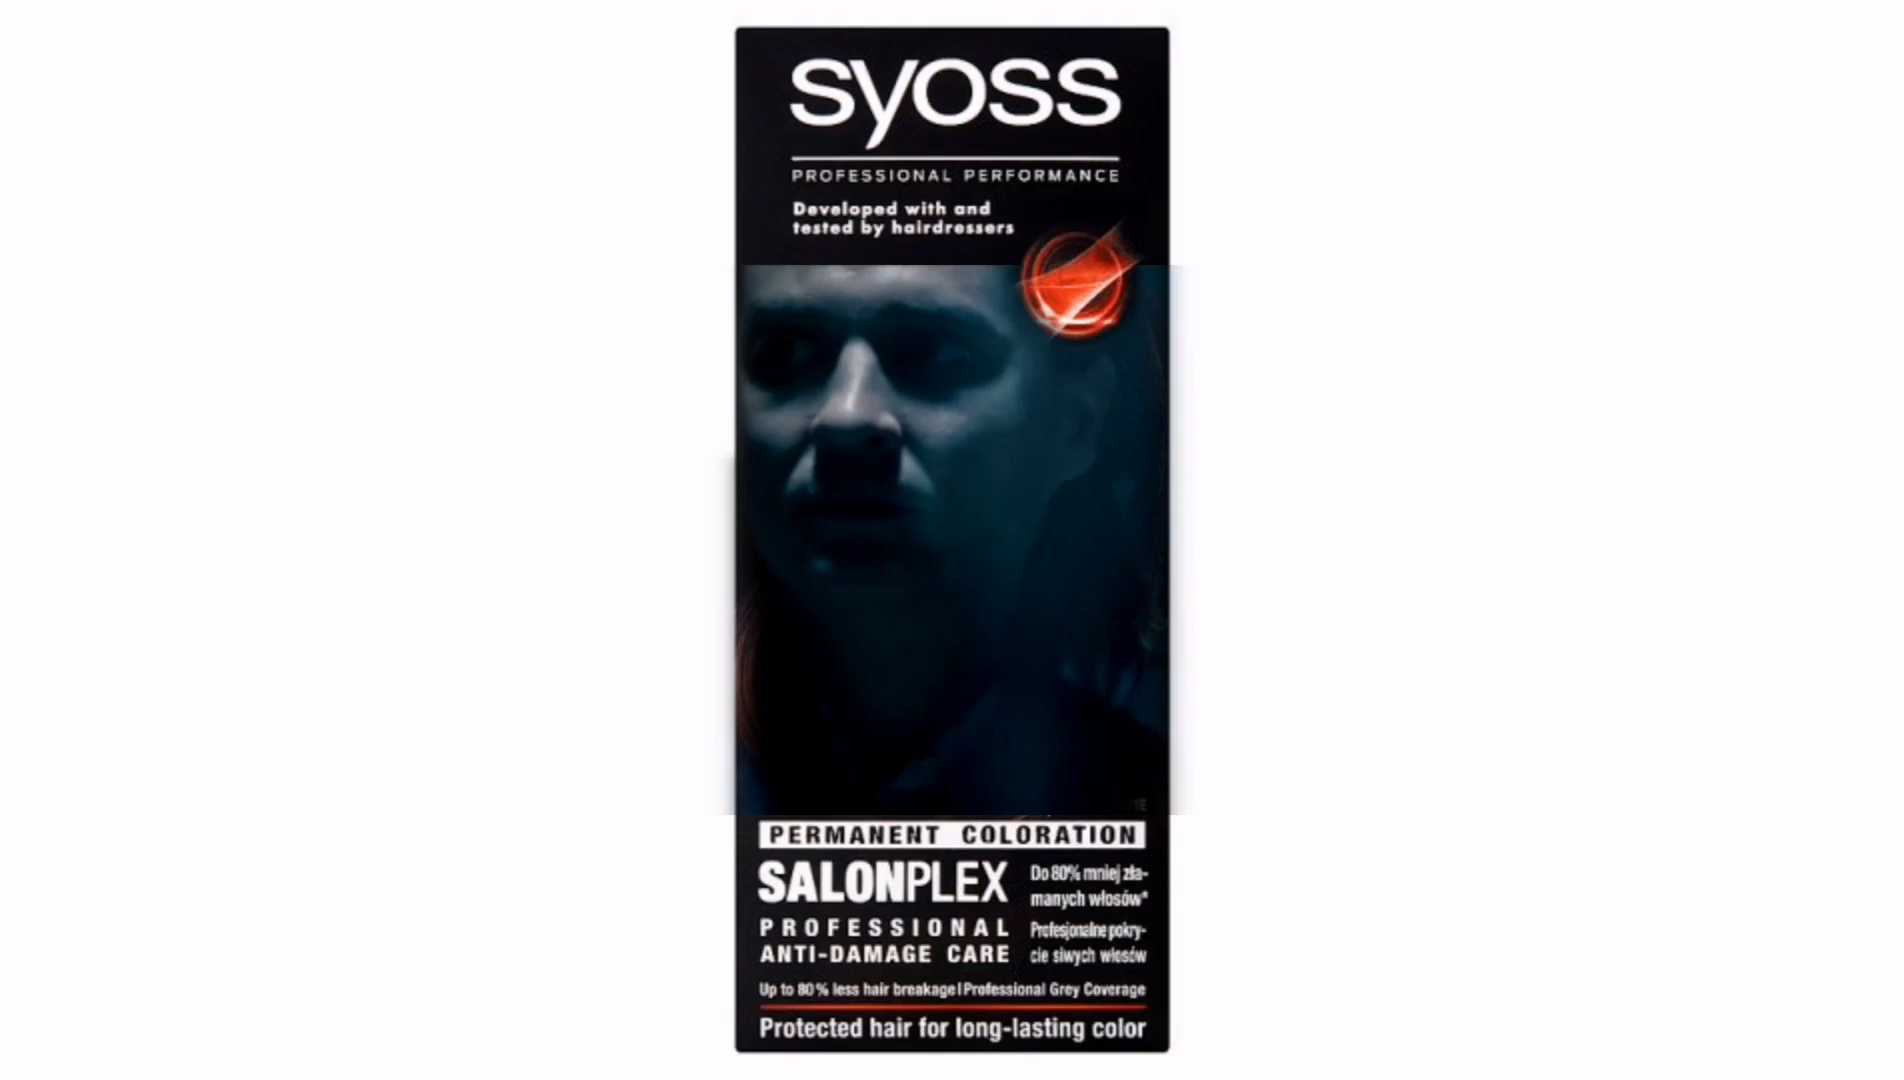 syoss
PROFESSIONAL PERFORMANCE
Developed with and
tested by hairdressers
PERMANENT COLORATION
SALONPLEX
PROFESSIONAL
ANTI-DAMAGE CARE
Do 80% mniej zła-
manych włosów*
Profesjonalne pokry-
cie siwych włosów
Up to 80% less hair breakage | Professional Grey Coverage
Protected hair for long-lasting color